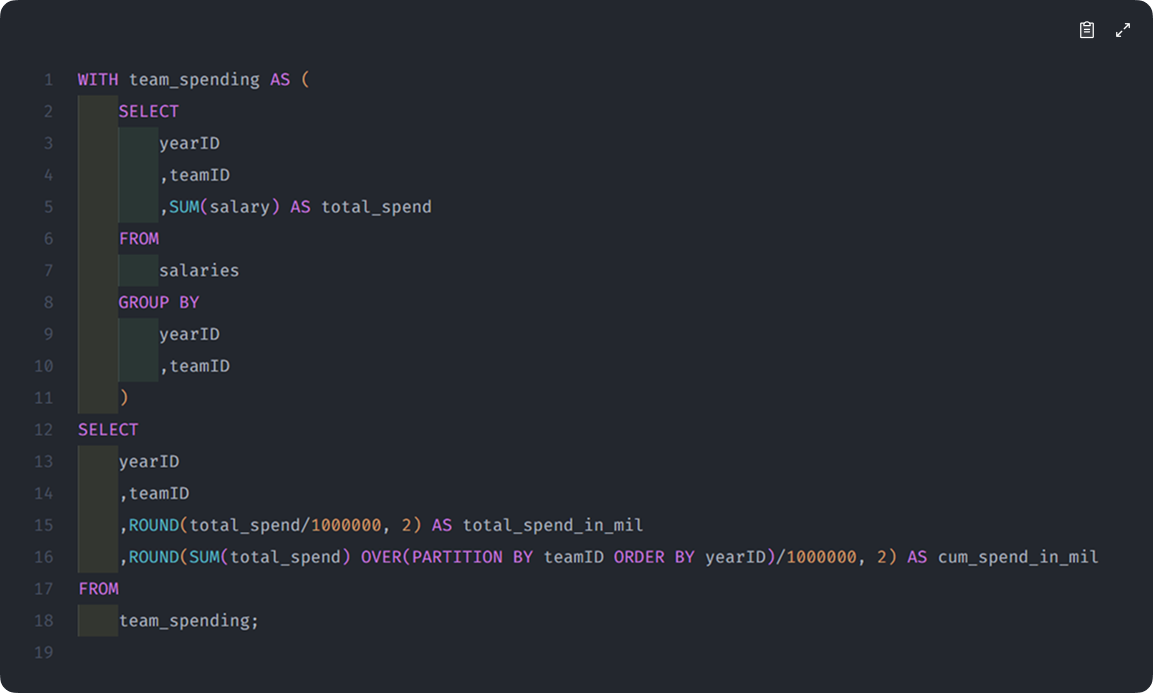 1 WITH team_spending AS (
2 SELECT
3 yearID
4 ,teamID
5 ,SUM(salary) AS total_spend
6 FROM
7 salaries
8 GROUP BY
9 yearID
10 ,teamID
11 )
12 SELECT
13 yearID
14 ,teamID
15 ,ROUND(total_spend/1000000, 2) AS total_spend_in_mil
16 ,ROUND(SUM(total_spend) OVER(PARTITION BY teamID ORDER BY yearID)/1000000, 2) AS cum_spend_in_mil
17 FROM
18 team_spending;
19